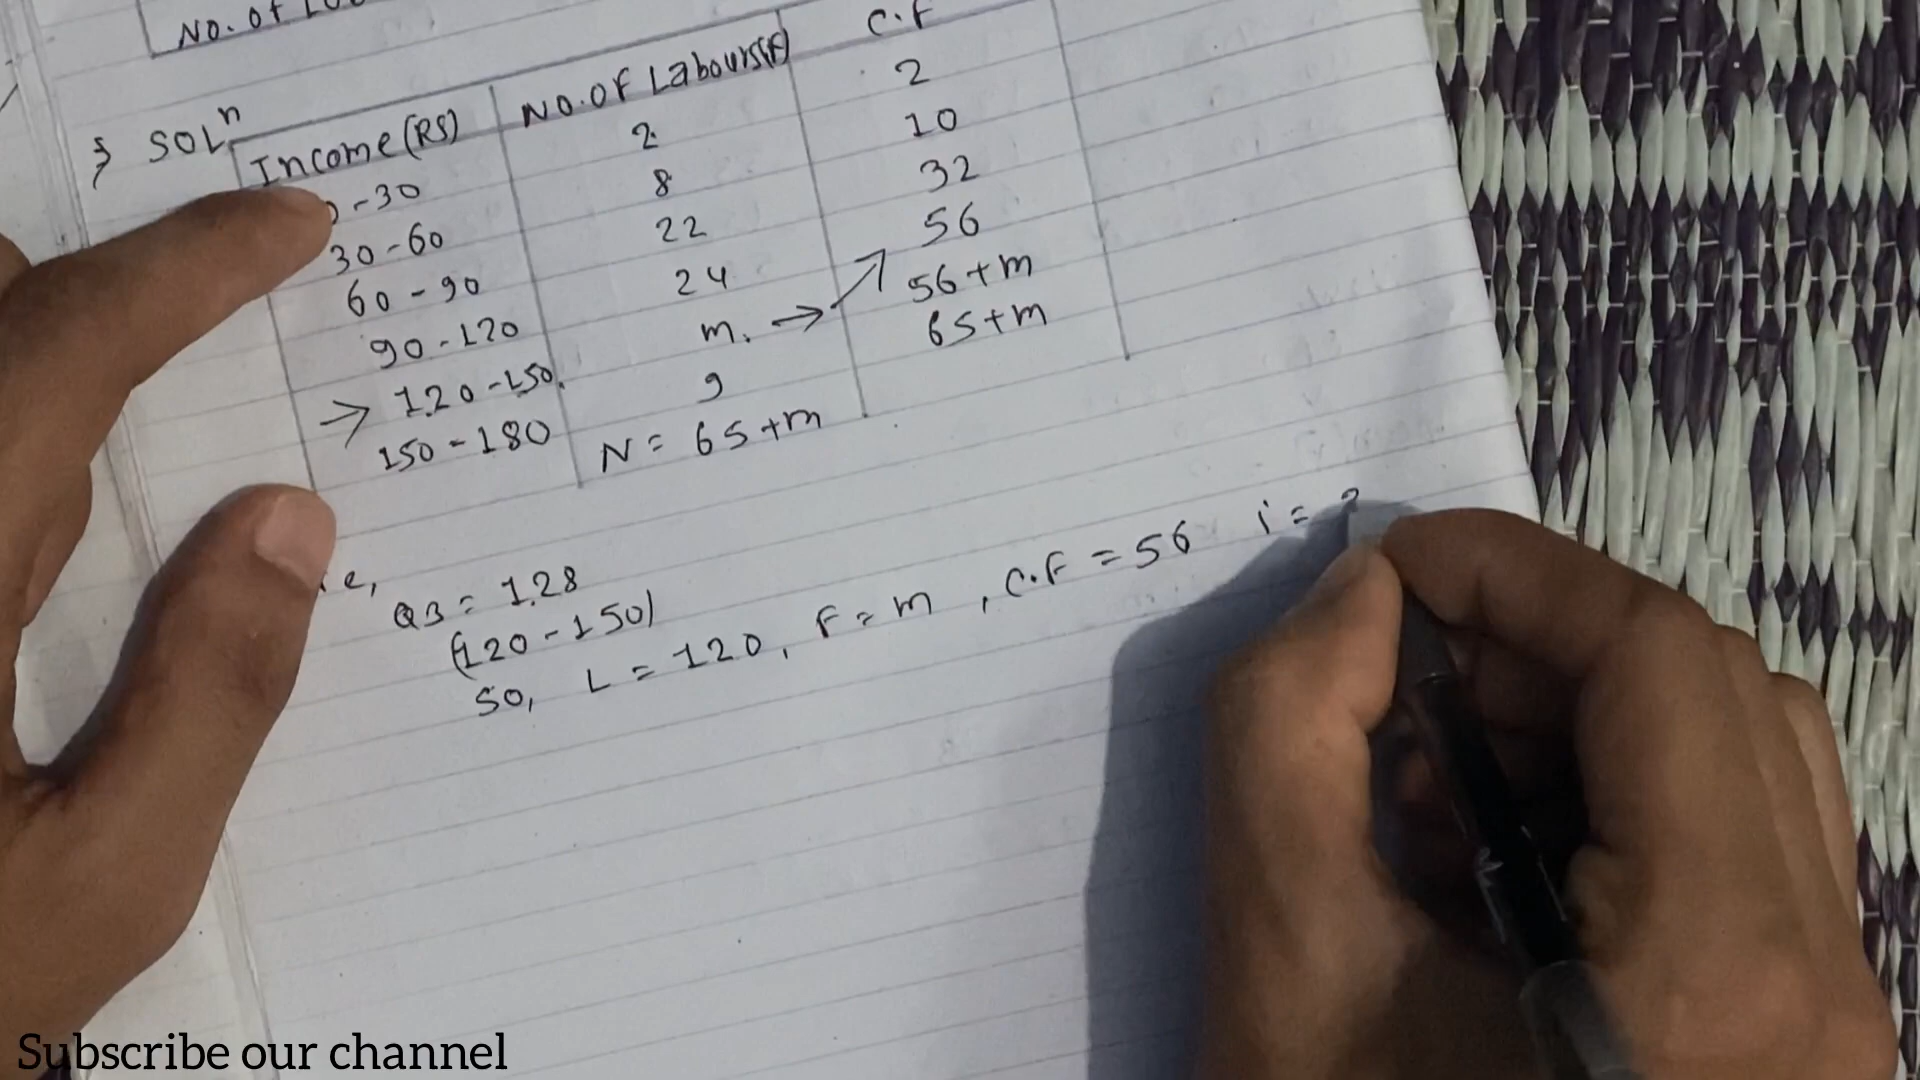 No. of
SOLⁿ
Income (RS) No. of Labours(f) C.F
-30 2 2
30-60 8 10
60-90 22 32
90-120 24 56
→ 120-150 m. → 56+m
150-180 9 65+m
N = 65+m
e,
Q3 = 128
(120-150)
so, L = 120, F = m , C.F = 56 i =
Subscribe our channel